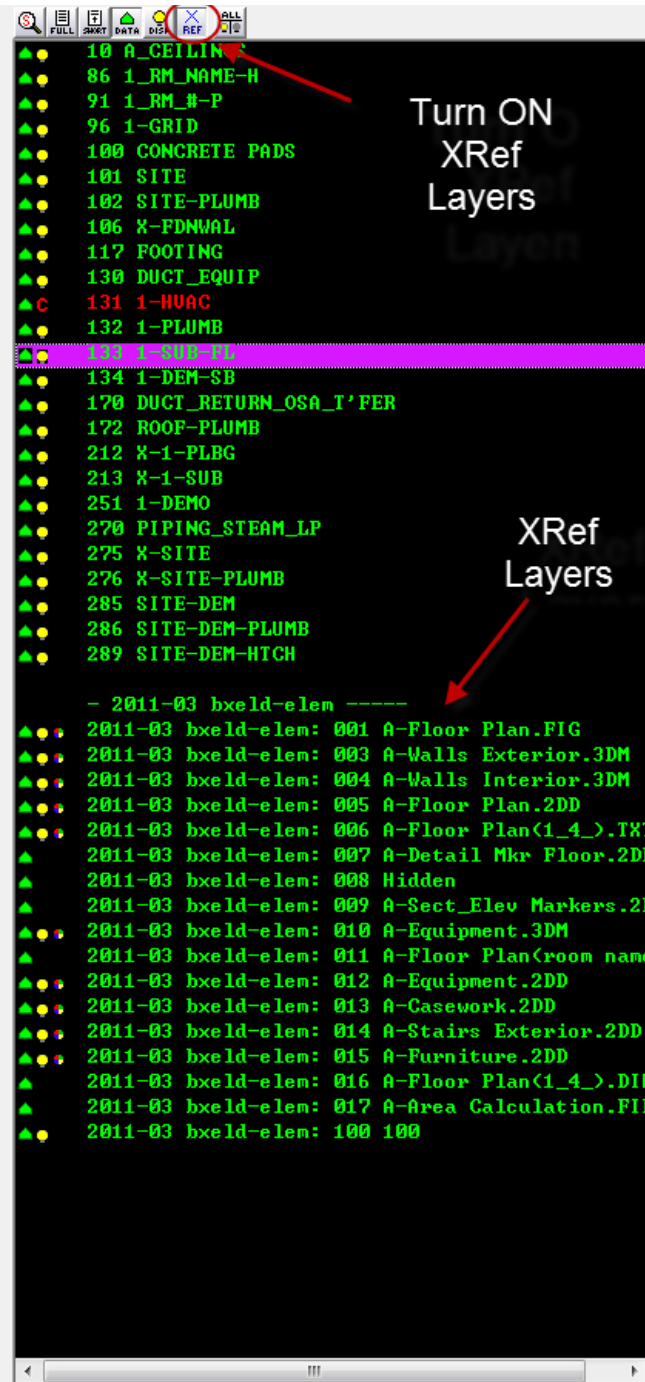 FULL SHORT DATA DISP REF ALL
10 A_CEILINGS
86 1_RM_NAME-H
91 1_RM_#-P
96 1-GRID
100 CONCRETE PADS
101 SITE
102 SITE-PLUMB
106 X-FDNWAL
117 FOOTING
130 DUCT_EQUIP
C 131 1-HVAC
132 1-PLUMB
133 1-SUB-FL
134 1-DEM-SB
170 DUCT_RETURN_OSA_T'FER
172 ROOF-PLUMB
212 X-1-PLBG
213 X-1-SUB
251 1-DEMO
270 PIPING_STEAM_LP
275 X-SITE
276 X-SITE-PLUMB
285 SITE-DEM
286 SITE-DEM-PLUMB
289 SITE-DEM-HTCH
Turn ON
XRef
Layers
XRef
Layers
- 2011-03 bxeld-elem -----
2011-03 bxeld-elem: 001 A-Floor Plan.FIG
2011-03 bxeld-elem: 003 A-Walls Exterior.3DM
2011-03 bxeld-elem: 004 A-Walls Interior.3DM
2011-03 bxeld-elem: 005 A-Floor Plan.2DD
2011-03 bxeld-elem: 006 A-Floor Plan(1_4_).TXT
2011-03 bxeld-elem: 007 A-Detail Mkr Floor.2DD
2011-03 bxeld-elem: 008 Hidden
2011-03 bxeld-elem: 009 A-Sect_Elev Markers.2
2011-03 bxeld-elem: 010 A-Equipment.3DM
2011-03 bxeld-elem: 011 A-Floor Plan(room name
2011-03 bxeld-elem: 012 A-Equipment.2DD
2011-03 bxeld-elem: 013 A-Casework.2DD
2011-03 bxeld-elem: 014 A-Stairs Exterior.2DD
2011-03 bxeld-elem: 015 A-Furniture.2DD
2011-03 bxeld-elem: 016 A-Floor Plan(1_4_).DI
2011-03 bxeld-elem: 017 A-Area Calculation.FI
2011-03 bxeld-elem: 100 100